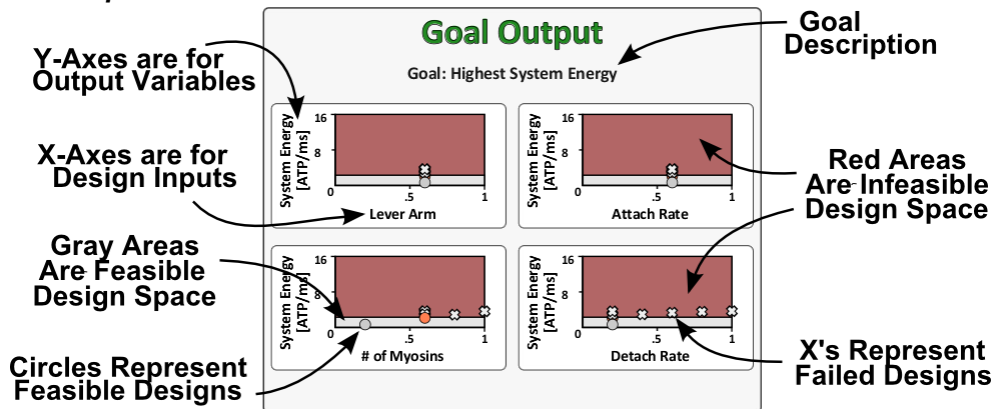 Goal Output
Goal: Highest System Energy
Goal
Description
Y-Axes are for
Output Variables
X-Axes are for
Design Inputs
System Energy
[ATP/ms]
16
8
0
.5
1
Lever Arm
System Energy
[ATP/ms]
16
8
0
.5
1
Attach Rate
Red Areas
Are Infeasible
Design Space
Gray Areas
Are Feasible
Design Space
System Energy
[ATP/ms]
16
8
0
.5
1
# of Myosins
System Energy
[ATP/ms]
16
8
0
.5
1
Detach Rate
Circles Represent
Feasible Designs
X's Represent
Failed Designs